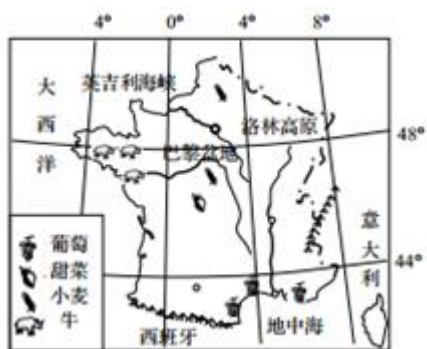 4° 0° 4° 8°
大西洋
英吉利海峡
洛林高原
48°
巴黎盆地
意大利
44°
葡萄
甜菜
小麦
牛
西班牙
地中海